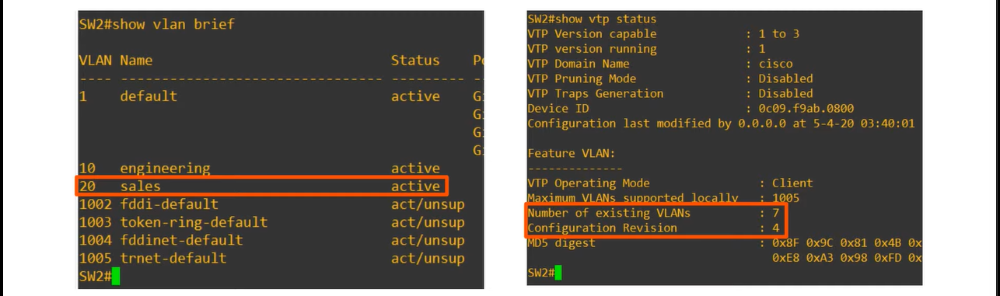 SW2#show vlan brief
VLAN Name Status
---- -------------------------------- --------- --
1 default active
10 engineering active
20 sales active
1002 fddi-default act/unsup
1003 token-ring-default act/unsup
1004 fddinet-default act/unsup
1005 trnet-default act/unsup
SW2#
SW2#show vtp status
VTP Version capable : 1 to 3
VTP version running : 1
VTP Domain Name : cisco
VTP Pruning Mode : Disabled
VTP Traps Generation : Disabled
Device ID : 0c09.f9ab.0800
Configuration last modified by 0.0.0.0 at 5-4-20 03:40:01
Feature VLAN:
--------------
VTP Operating Mode : Client
Maximum VLANs supported locally : 1005
Number of existing VLANs : 7
Configuration Revision : 4
MD5 digest : 0x8F 0x9C 0x81 0x4B 0x
0xE8 0xA3 0x98 0xFD 0x
SW2#